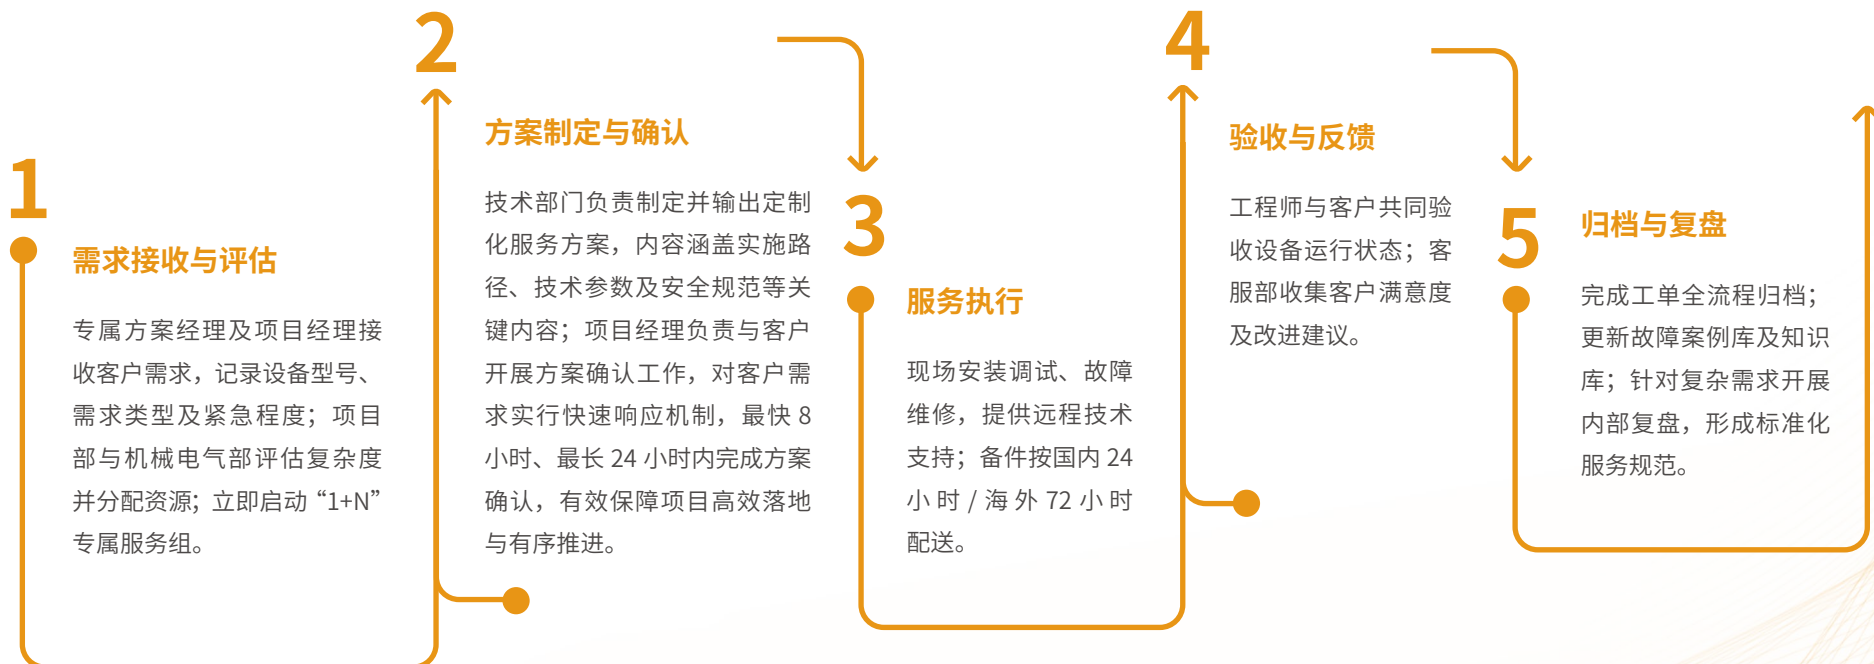 1
需求接收与评估
专属方案经理及项目经理接
收客户需求，记录设备型号、
需求类型及紧急程度；项目
部与机械电气部评估复杂度
并分配资源；立即启动“1+N”
专属服务组。
2
方案制定与确认
技术部门负责制定并输出定制
化服务方案，内容涵盖实施路
径、技术参数及安全规范等关
键内容；项目经理负责与客户
开展方案确认工作，对客户需
求实行快速响应机制，最快 8
小时、最长 24 小时内完成方案
确认，有效保障项目高效落地
与有序推进。
3
服务执行
现场安装调试、故障
维修，提供远程技术
支持；备件按国内 24
小时 / 海外 72 小时
配送。
4
验收与反馈
工程师与客户共同验
收设备运行状态；客
服部收集客户满意度
及改进建议。
5
归档与复盘
完成工单全流程归档；
更新故障案例库及知识
库；针对复杂需求开展
内部复盘，形成标准化
服务规范。